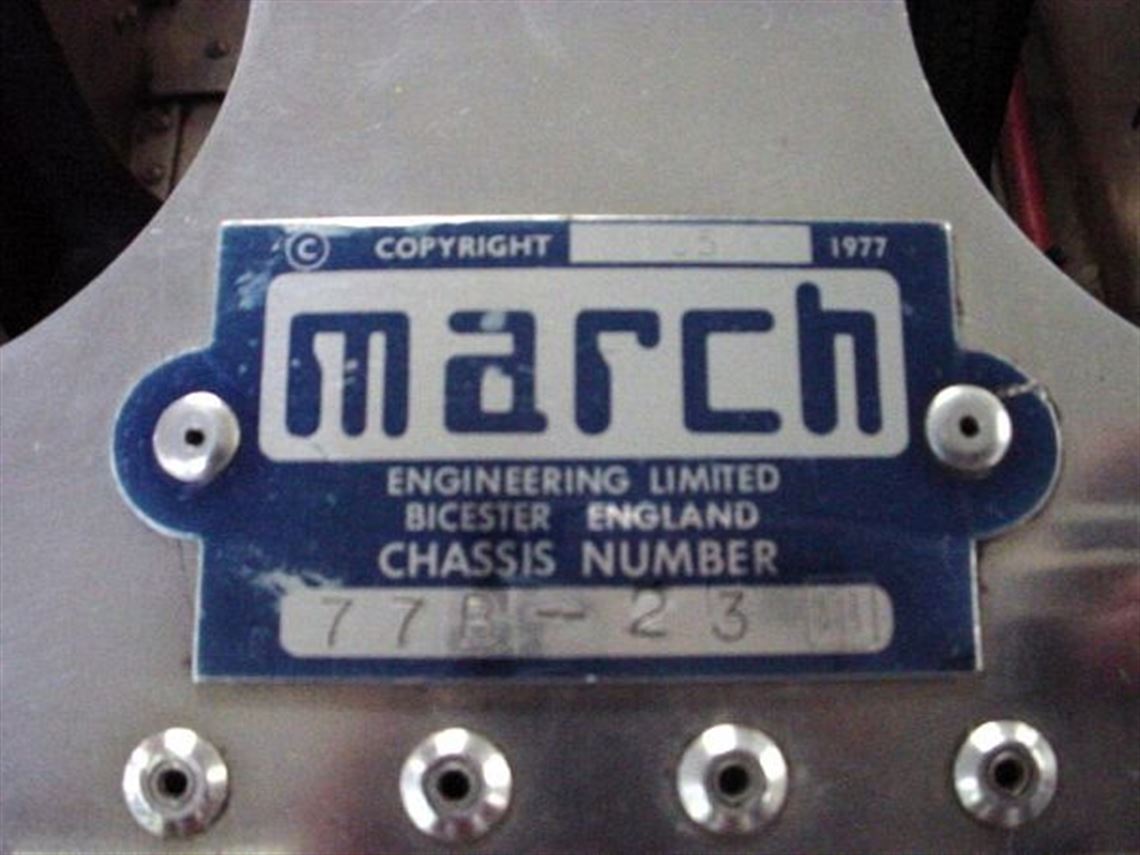 © COPYRIGHT 1977
march
ENGINEERING LIMITED
BICESTER ENGLAND
CHASSIS NUMBER
77B-23